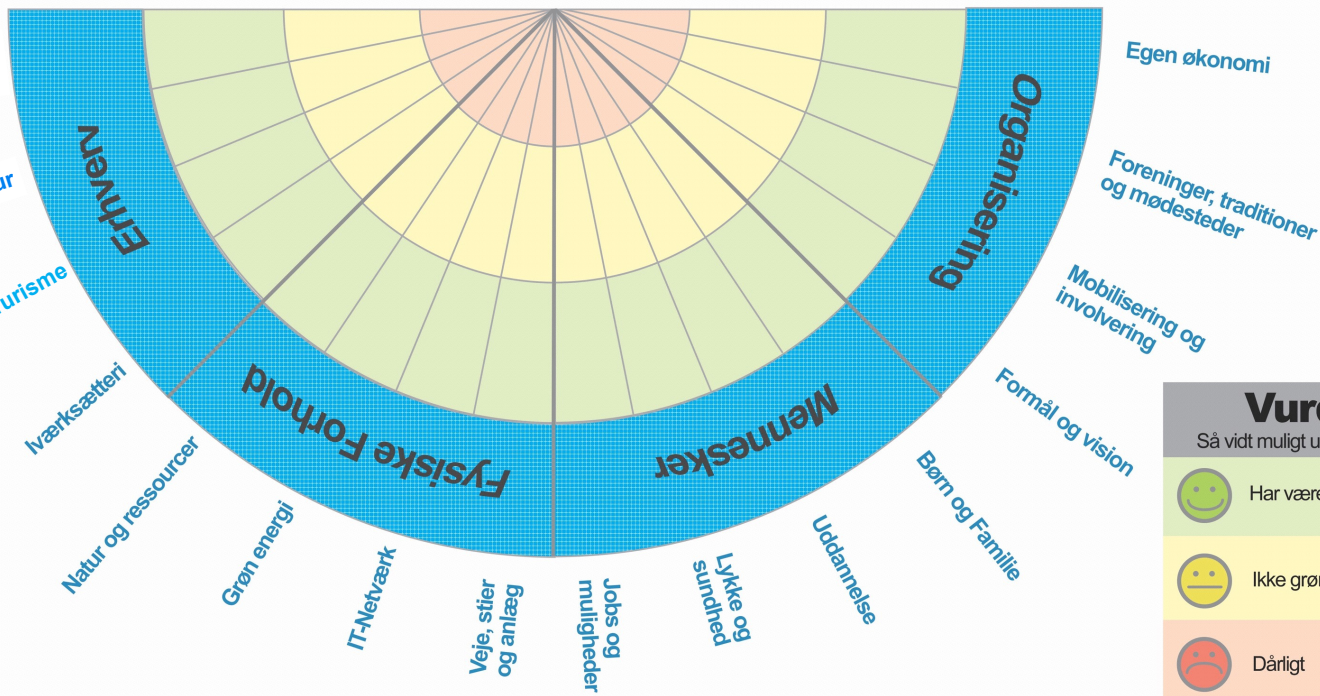 Egen økonomi
Foreninger, traditioner
og mødesteder
Mobilisering og
involvering
Formål og vision
Børn og Familie
Uddannelse
Lykke og
sundhed
Jobs og
muligheder
Veje, stier
og anlæg
IT-Netværk
Grøn energi
Natur og ressourcer
Iværksætteri
Erhverv
Fysiske Forhold
Mennesker
Organisering
Så vidt muligt
Har
Ikke
Dårligt